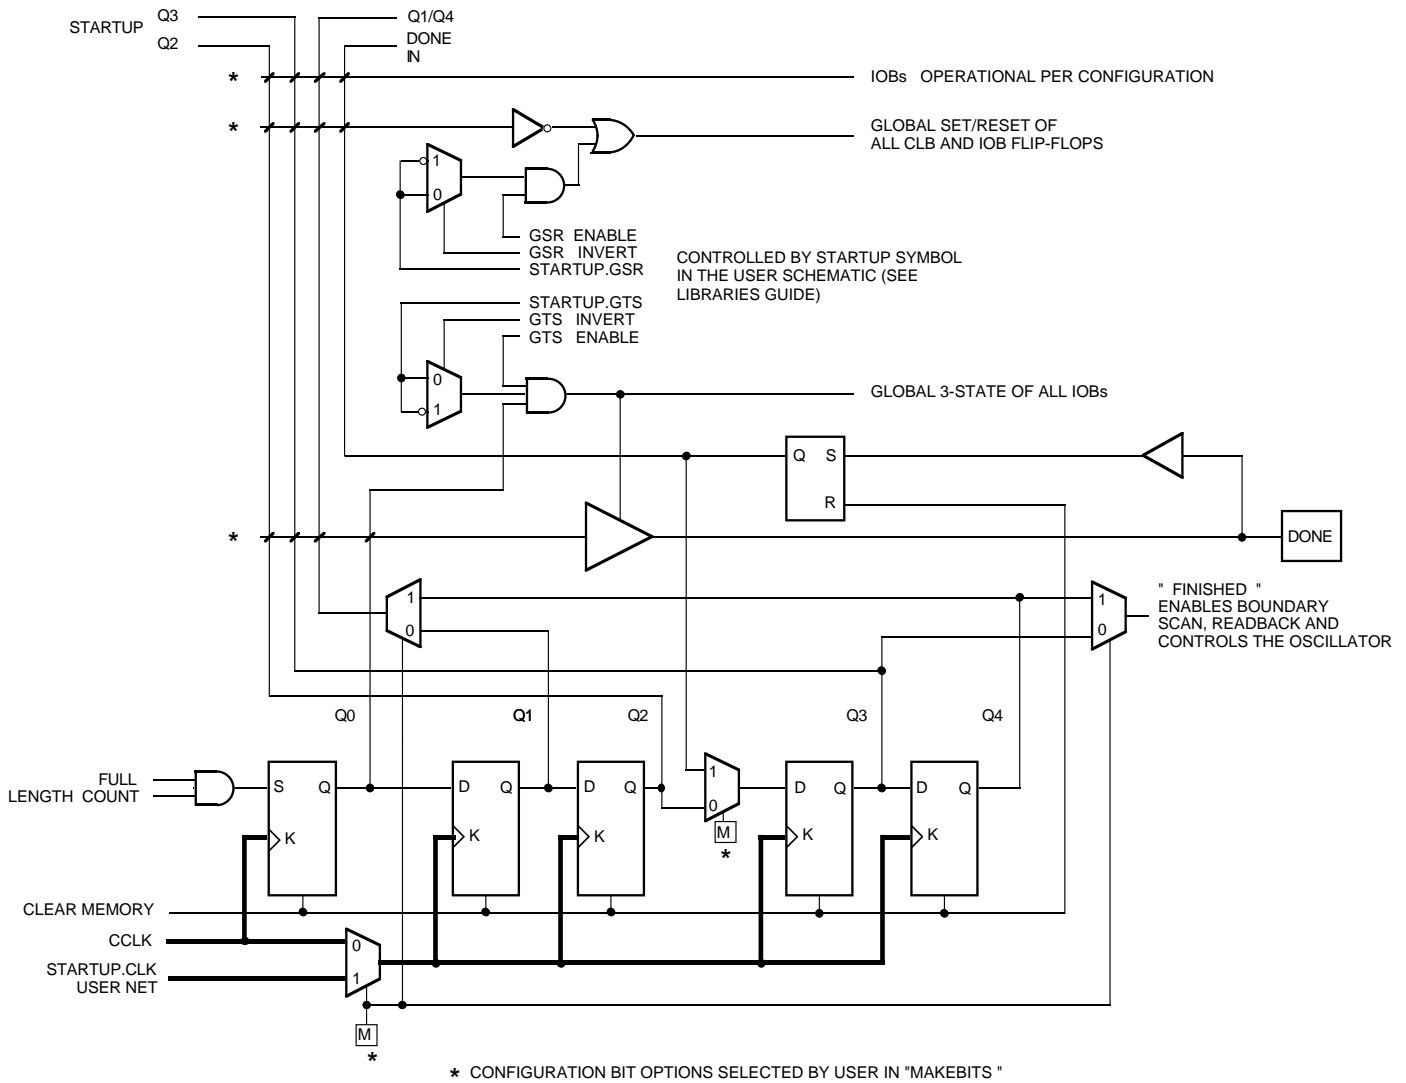 STARTUP
Q3
Q2
Q1/Q4
DONE
IN
* IOBs OPERATIONAL PER CONFIGURATION
* GLOBAL SET/RESET OF
ALL CLB AND IOB FLIP-FLOPS
1
0
GSR ENABLE
GSR INVERT
STARTUP.GSR
CONTROLLED BY STARTUP SYMBOL
IN THE USER SCHEMATIC (SEE
LIBRARIES GUIDE)
STARTUP.GTS
GTS INVERT
GTS ENABLE
0
1
GLOBAL 3-STATE OF ALL IOBs
Q S
R
*
DONE
1
0
1
0
" FINISHED "
ENABLES BOUNDARY
SCAN, READBACK AND
CONTROLS THE OSCILLATOR
Q0 Q1 Q2 Q3 Q4
FULL
LENGTH COUNT
S Q
K
D Q
K
D Q
K
1
0
M
*
D Q
K
D Q
K
CLEAR MEMORY
CCLK
STARTUP.CLK
USER NET
0
1
M
*
* CONFIGURATION BIT OPTIONS SELECTED BY USER IN "MAKEBITS "